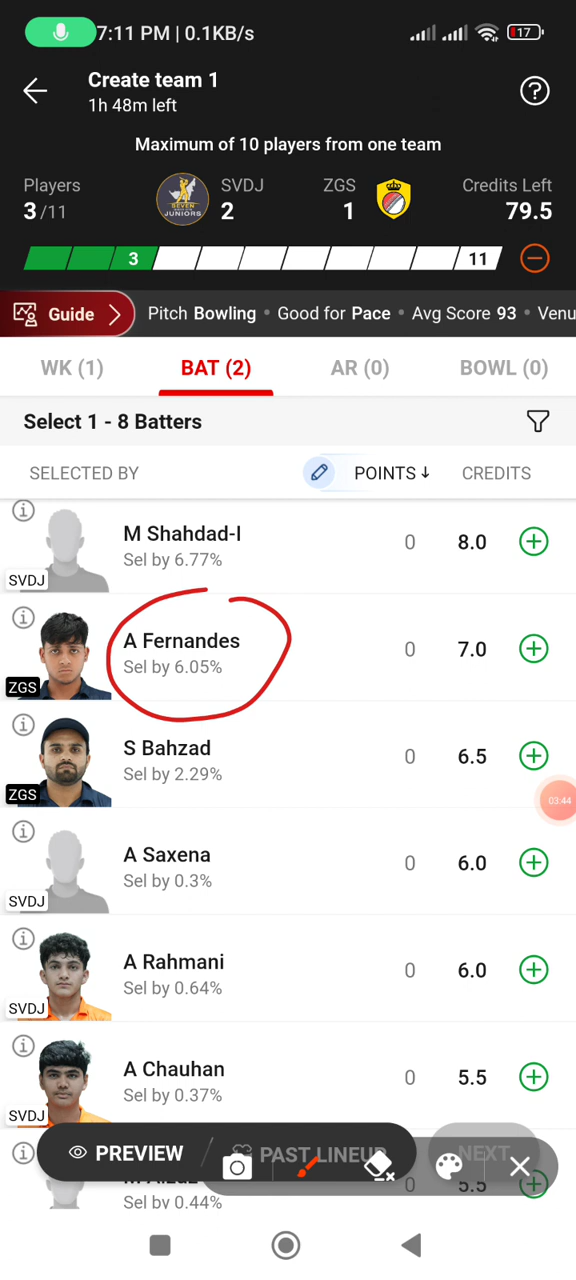 7:11 PM | 0.1KB/s
17
Create team 1
1h 48m left
Maximum of 10 players from one team
Players
3/11
SEVEN
JUNIORS
SVDJ
2
ZGS
1
Credits Left
79.5
3
11
Guide
Pitch Bowling • Good for Pace • Avg Score 93 • Venu
WK (1)
BAT (2)
AR (0)
BOWL (0)
Select 1 - 8 Batters
SELECTED BY
POINTS ↓
CREDITS
M Shahdad-I
Sel by 6.77%
0
8.0
SVDJ
A Fernandes
Sel by 6.05%
0
7.0
ZGS
S Bahzad
Sel by 2.29%
0
6.5
ZGS
03:44
A Saxena
Sel by 0.3%
0
6.0
SVDJ
A Rahmani
Sel by 0.64%
0
6.0
SVDJ
A Chauhan
Sel by 0.37%
0
5.5
SVDJ
PREVIEW
PAST LINEUP
NEXT
0
5.5
Sel by 0.44%